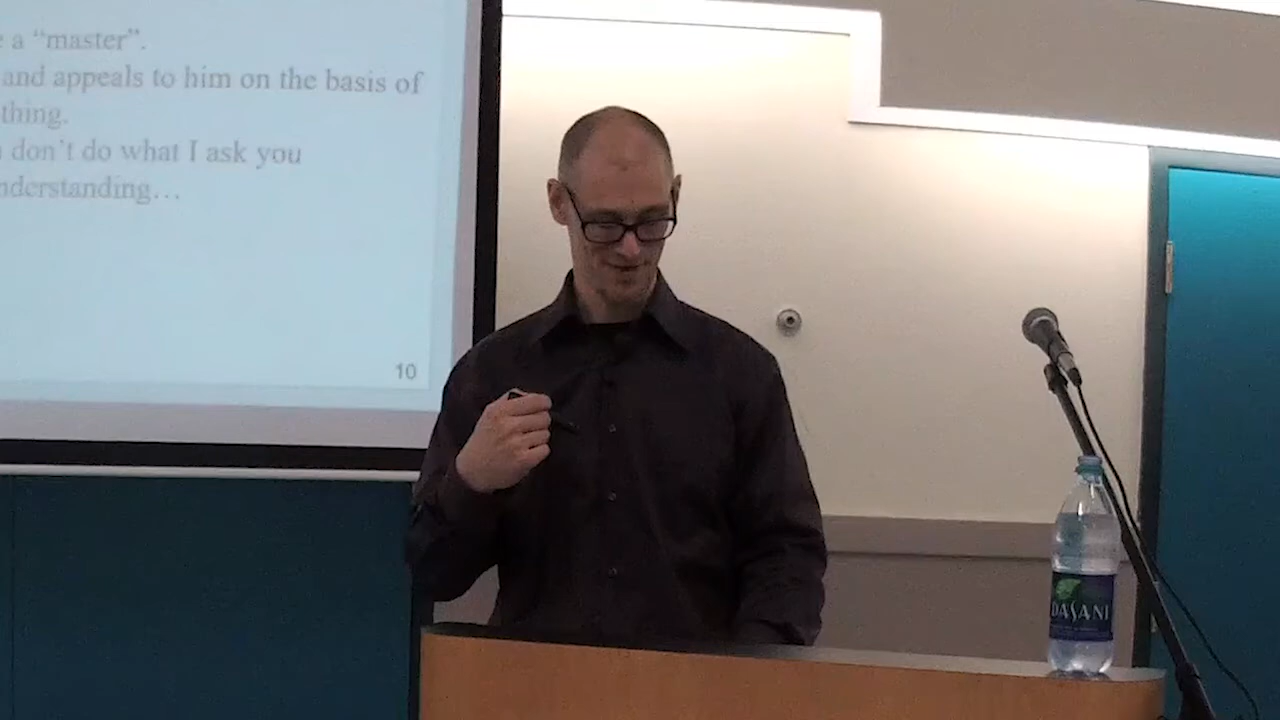 a “master”.
and appeals to him on the basis of
thing.
don’t do what I ask you
nderstanding…
10
DASANI